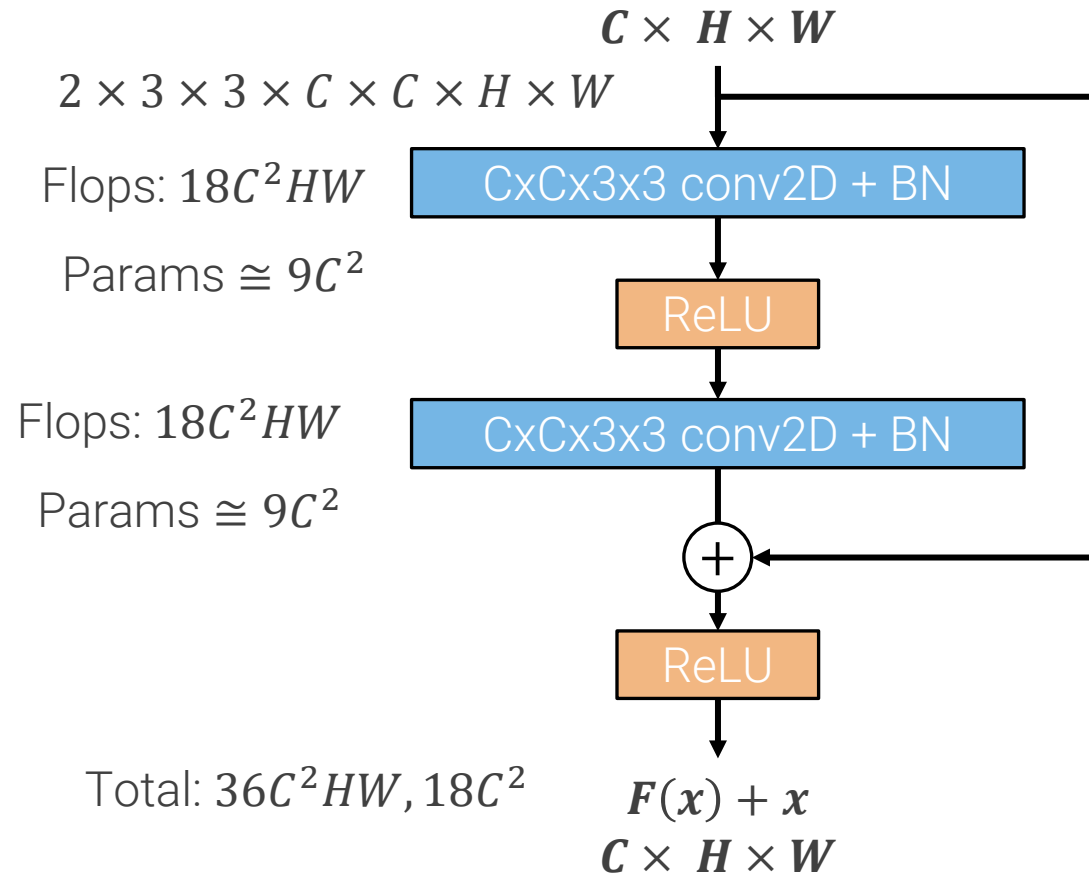 C × H × W
2 × 3 × 3 × C × C × H × W
Flops: 18C²HW
CxCx3x3 conv2D + BN
Params ≅ 9C²
ReLU
Flops: 18C²HW
CxCx3x3 conv2D + BN
Params ≅ 9C²
+
ReLU
Total: 36C²HW, 18C²
F(x) + x
C × H × W